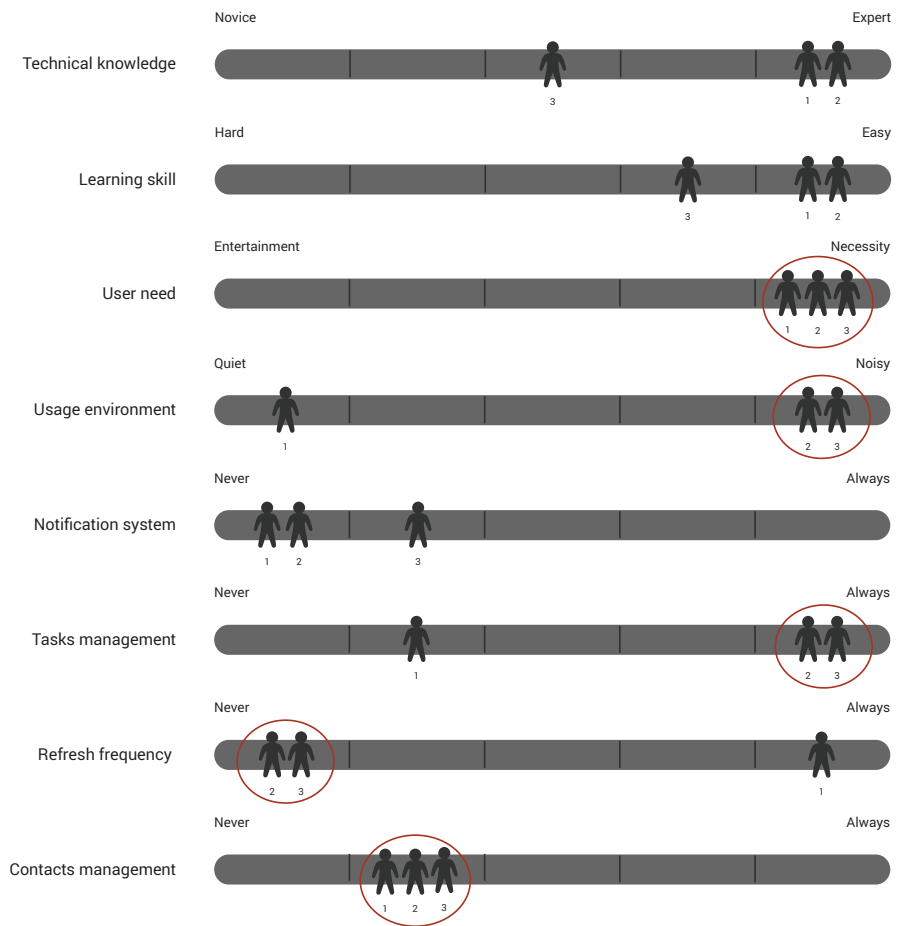 Novice Expert
Technical knowledge
3 1 2
Hard Easy
Learning skill
3 1 2
Entertainment Necessity
User need
1 2 3
Quiet Noisy
Usage environment
1 2 3
Never Always
Notification system
1 2 3
Never Always
Tasks management
1 2 3
Never Always
Refresh frequency
2 3 1
Never Always
Contacts management
1 2 3